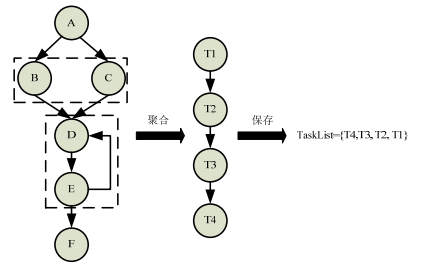 A
B
C
D
E
F
聚合
T1
T2
T3
T4
保存
TaskList={T4,T3, T2, T1}